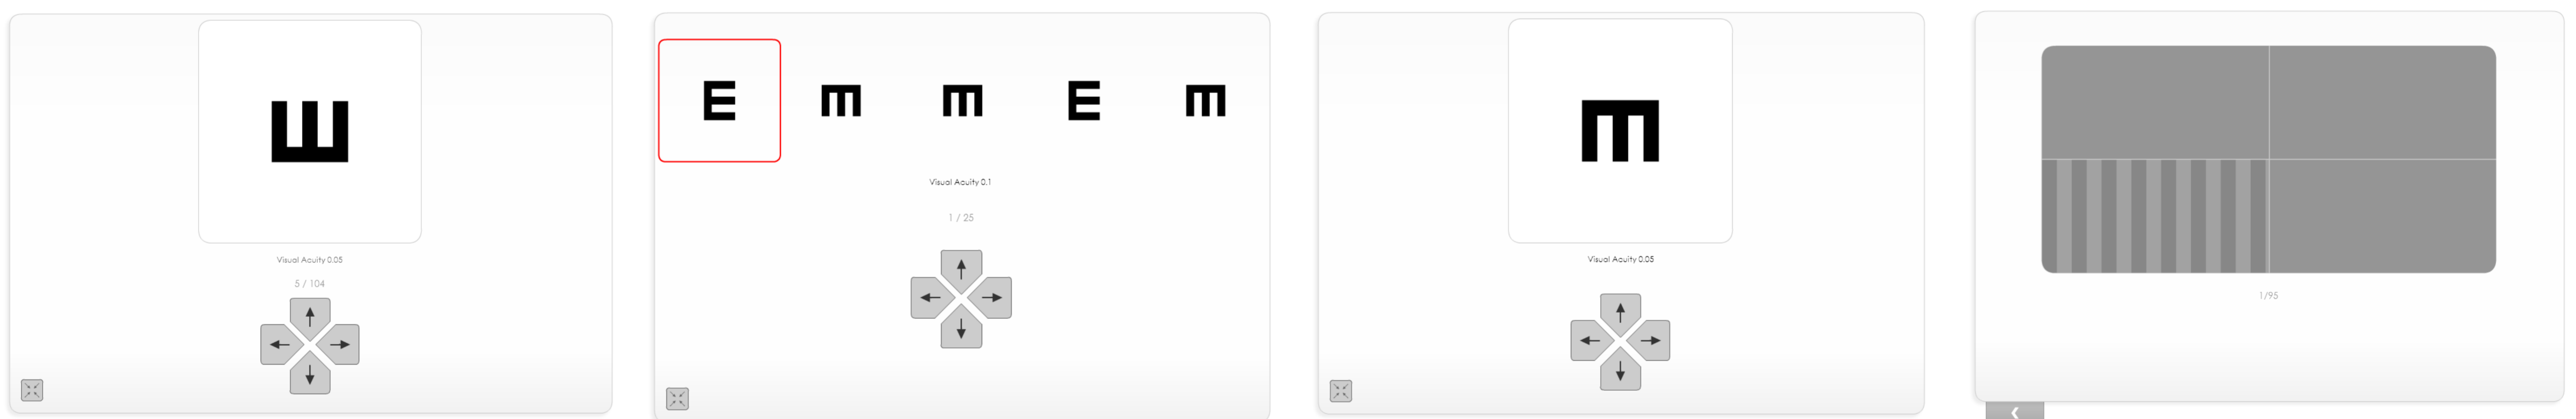 Visual Acuity 0.05
5 / 104
E m m E m
Visual Acuity 0.1
1 / 25
m
Visual Acuity 0.05
1/95